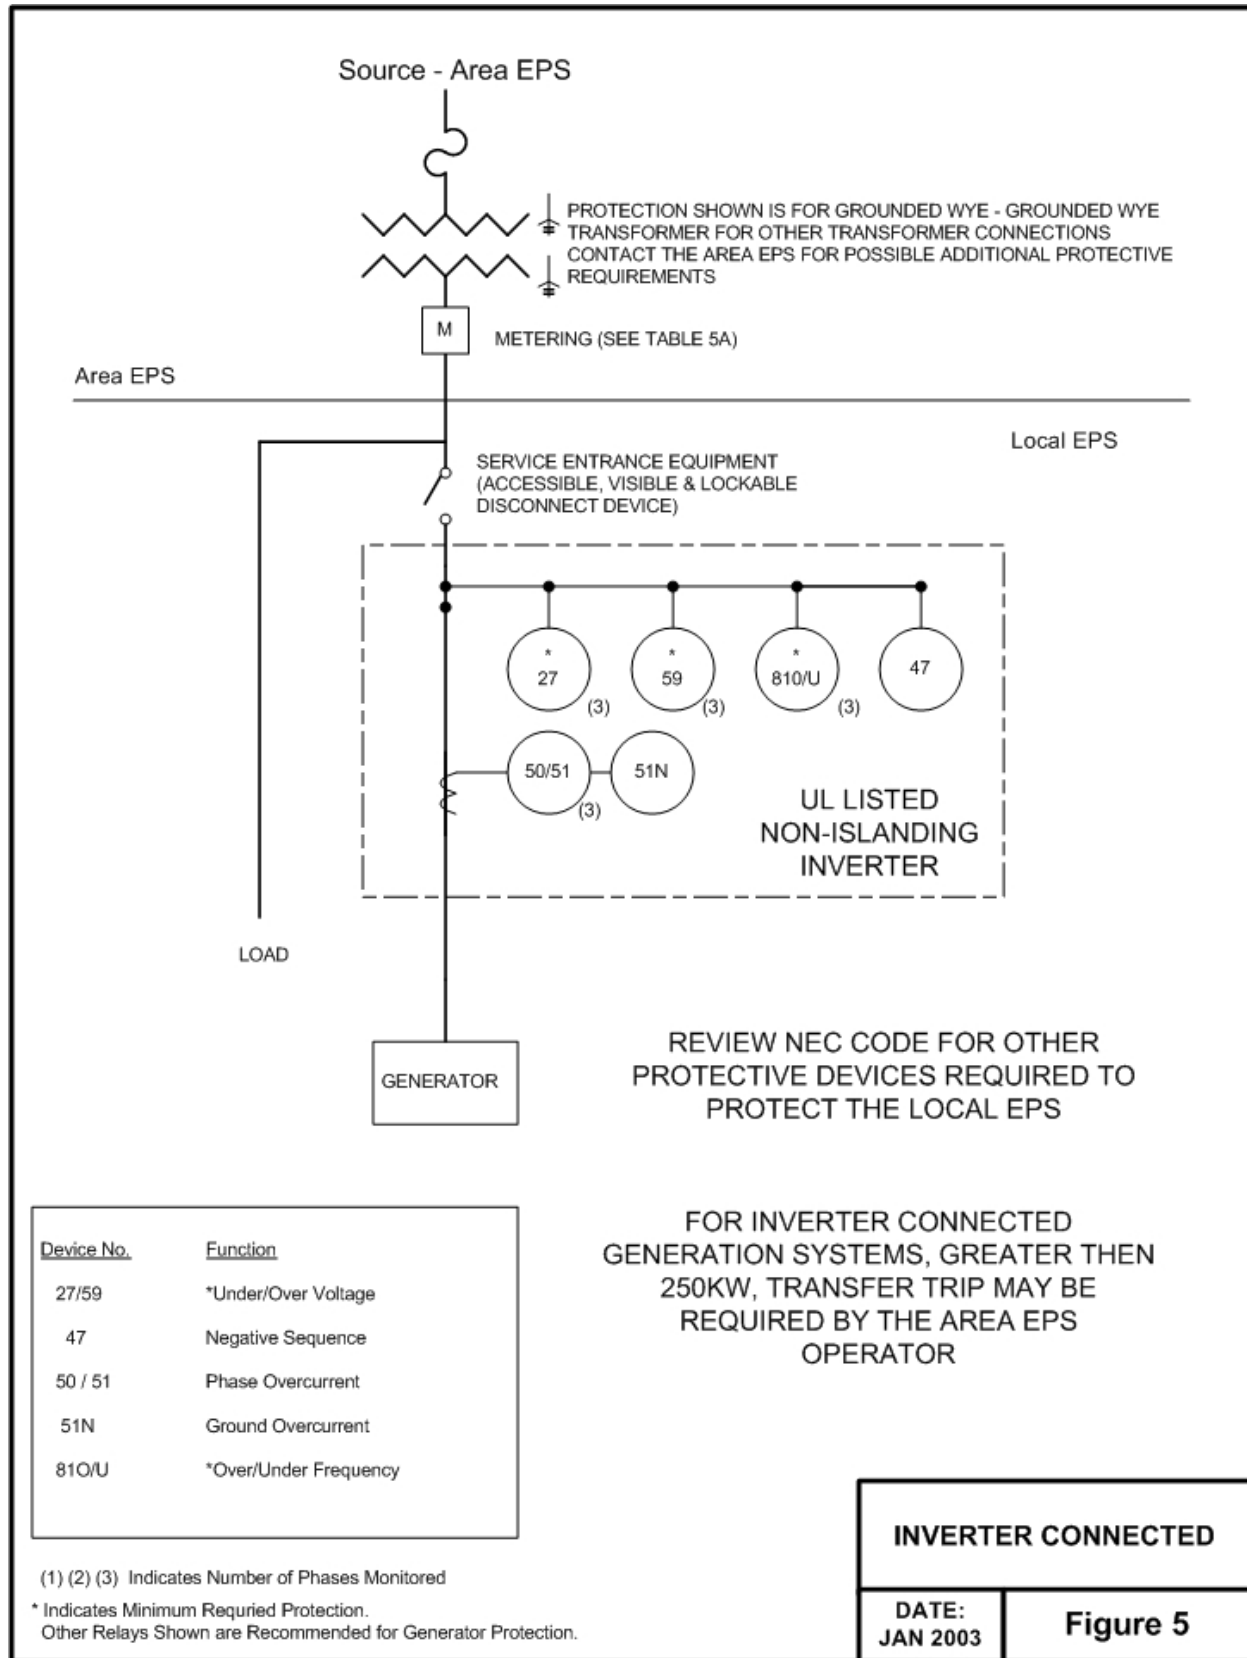 Source - Area EPS
PROTECTION SHOWN IS FOR GROUNDED WYE - GROUNDED WYE
TRANSFORMER FOR OTHER TRANSFORMER CONNECTIONS
CONTACT THE AREA EPS FOR POSSIBLE ADDITIONAL PROTECTIVE
REQUIREMENTS
M
METERING (SEE TABLE 5A)
Area EPS
Local EPS
SERVICE ENTRANCE EQUIPMENT
(ACCESSIBLE, VISIBLE & LOCKABLE
DISCONNECT DEVICE)
* * *
27 59 810/U 47
(3) (3) (3)
50/51 51N
(3)
UL LISTED
NON-ISLANDING
INVERTER
LOAD
GENERATOR
REVIEW NEC CODE FOR OTHER
PROTECTIVE DEVICES REQUIRED TO
PROTECT THE LOCAL EPS
FOR INVERTER CONNECTED
GENERATION SYSTEMS, GREATER THEN
250KW, TRANSFER TRIP MAY BE
REQUIRED BY THE AREA EPS
OPERATOR
Device No. Function
27/59 *Under/Over Voltage
47 Negative Sequence
50 / 51 Phase Overcurrent
51N Ground Overcurrent
81O/U *Over/Under Frequency
(1) (2) (3) Indicates Number of Phases Monitored
* Indicates Minimum Requried Protection.
Other Relays Shown are Recommended for Generator Protection.
INVERTER CONNECTED
DATE:
JAN 2003
Figure 5